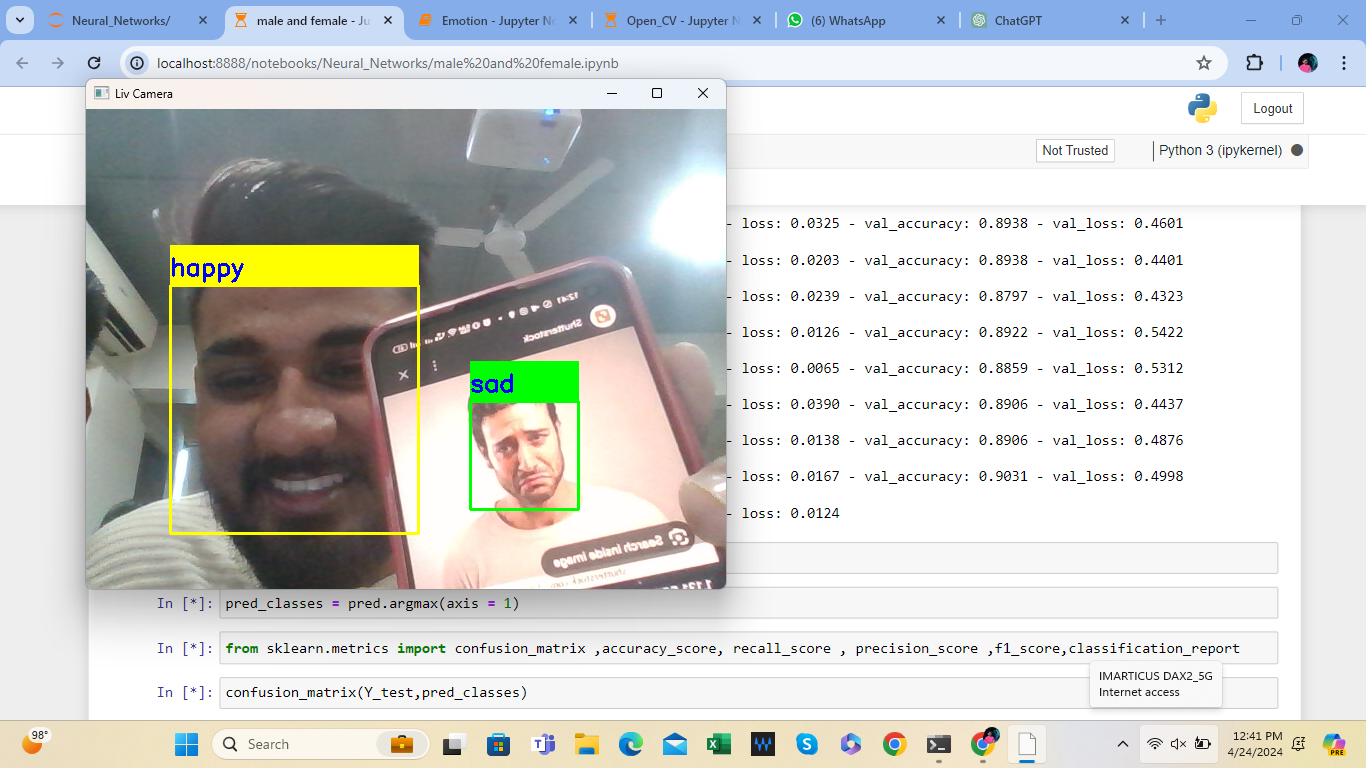 Neural_Networks/
male and female - Ju
Emotion - Jupyter No
Open_CV - Jupyter N
(6) WhatsApp
ChatGPT
localhost:8888/notebooks/Neural_Networks/male%20and%20female.ipynb
Liv Camera
Logout
Not Trusted
Python 3 (ipykernel)
happy
sad
12:41
Shutterstock
Search inside image
- loss: 0.0325 - val_accuracy: 0.8938 - val_loss: 0.4601
- loss: 0.0203 - val_accuracy: 0.8938 - val_loss: 0.4401
- loss: 0.0239 - val_accuracy: 0.8797 - val_loss: 0.4323
- loss: 0.0126 - val_accuracy: 0.8922 - val_loss: 0.5422
- loss: 0.0065 - val_accuracy: 0.8859 - val_loss: 0.5312
- loss: 0.0390 - val_accuracy: 0.8906 - val_loss: 0.4437
- loss: 0.0138 - val_accuracy: 0.8906 - val_loss: 0.4876
- loss: 0.0167 - val_accuracy: 0.9031 - val_loss: 0.4998
- loss: 0.0124
In [*]: pred_classes = pred.argmax(axis = 1)
In [*]: from sklearn.metrics import confusion_matrix ,accuracy_score, recall_score , precision_score ,f1_score,classification_report
In [*]: confusion_matrix(Y_test,pred_classes)
IMARTICUS DAX2_5G
Internet access
98°
Search
PRE
12:41 PM
4/24/2024